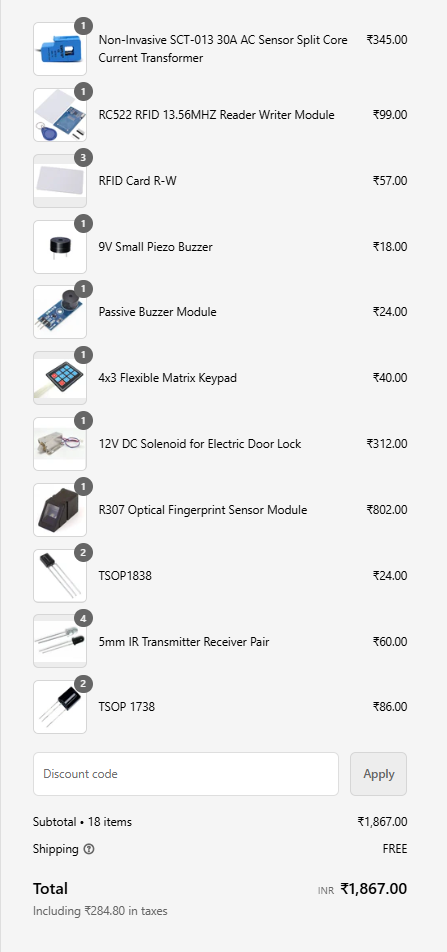 1
Non-Invasive SCT-013 30A AC Sensor Split Core ₹345.00
Current Transformer
1
RC522 RFID 13.56MHZ Reader Writer Module ₹99.00
3
RFID Card R-W ₹57.00
1
9V Small Piezo Buzzer ₹18.00
1
Passive Buzzer Module ₹24.00
1
4x3 Flexible Matrix Keypad ₹40.00
1
12V DC Solenoid for Electric Door Lock ₹312.00
1
R307 Optical Fingerprint Sensor Module ₹802.00
2
TSOP1838 ₹24.00
4
5mm IR Transmitter Receiver Pair ₹60.00
2
TSOP 1738 ₹86.00
Discount code Apply
Subtotal • 18 items ₹1,867.00
Shipping ? FREE
Total INR ₹1,867.00
Including ₹284.80 in taxes